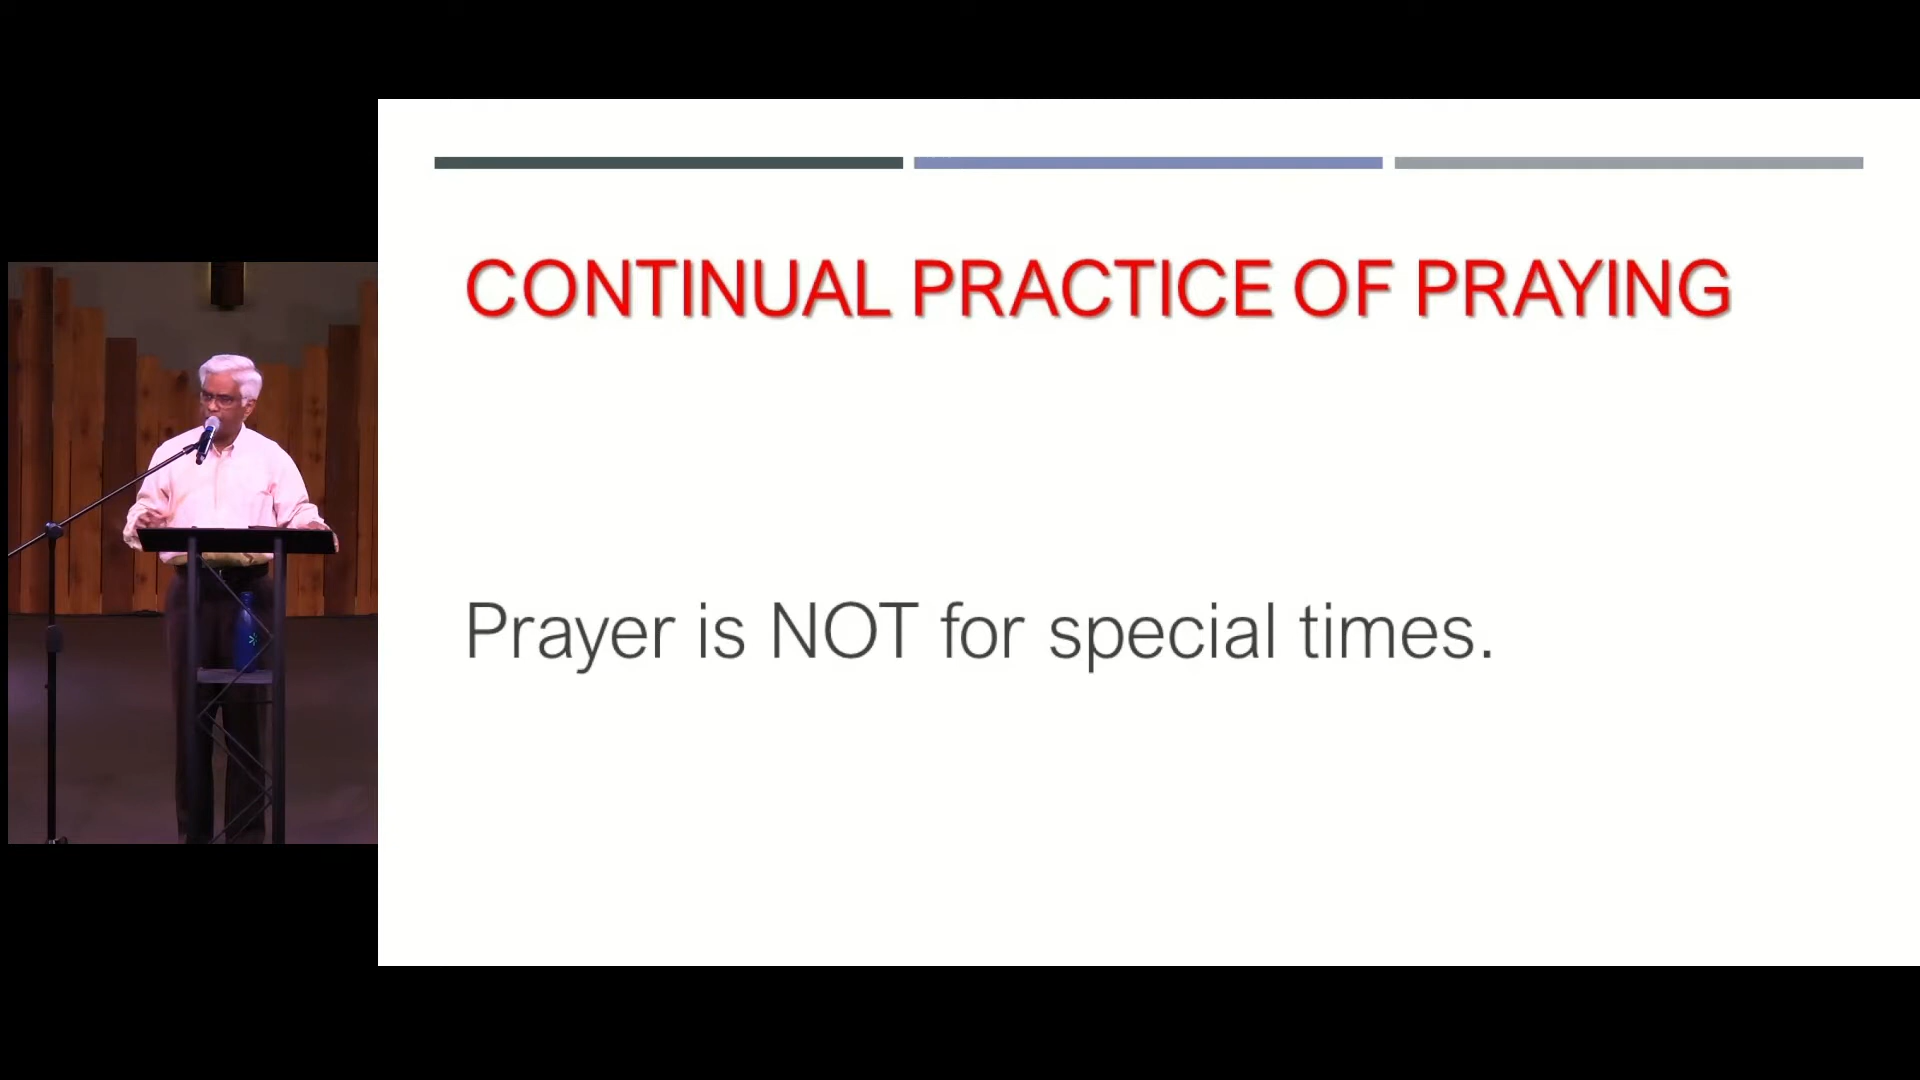 CONTINUAL PRACTICE OF PRAYING
Prayer is NOT for special times.